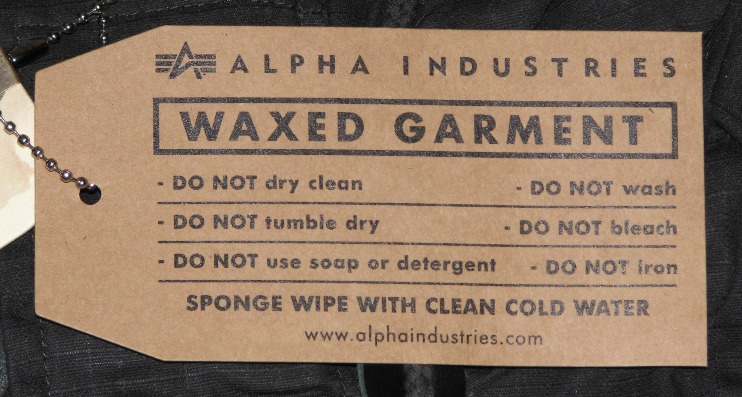 ALPHA INDUSTRIES
WAXED GARMENT
- DO NOT dry clean - DO NOT wash
- DO NOT tumble dry - DO NOT bleach
- DO NOT use soap or detergent - DO NOT iron
SPONGE WIPE WITH CLEAN COLD WATER
www.alphaindustries.com